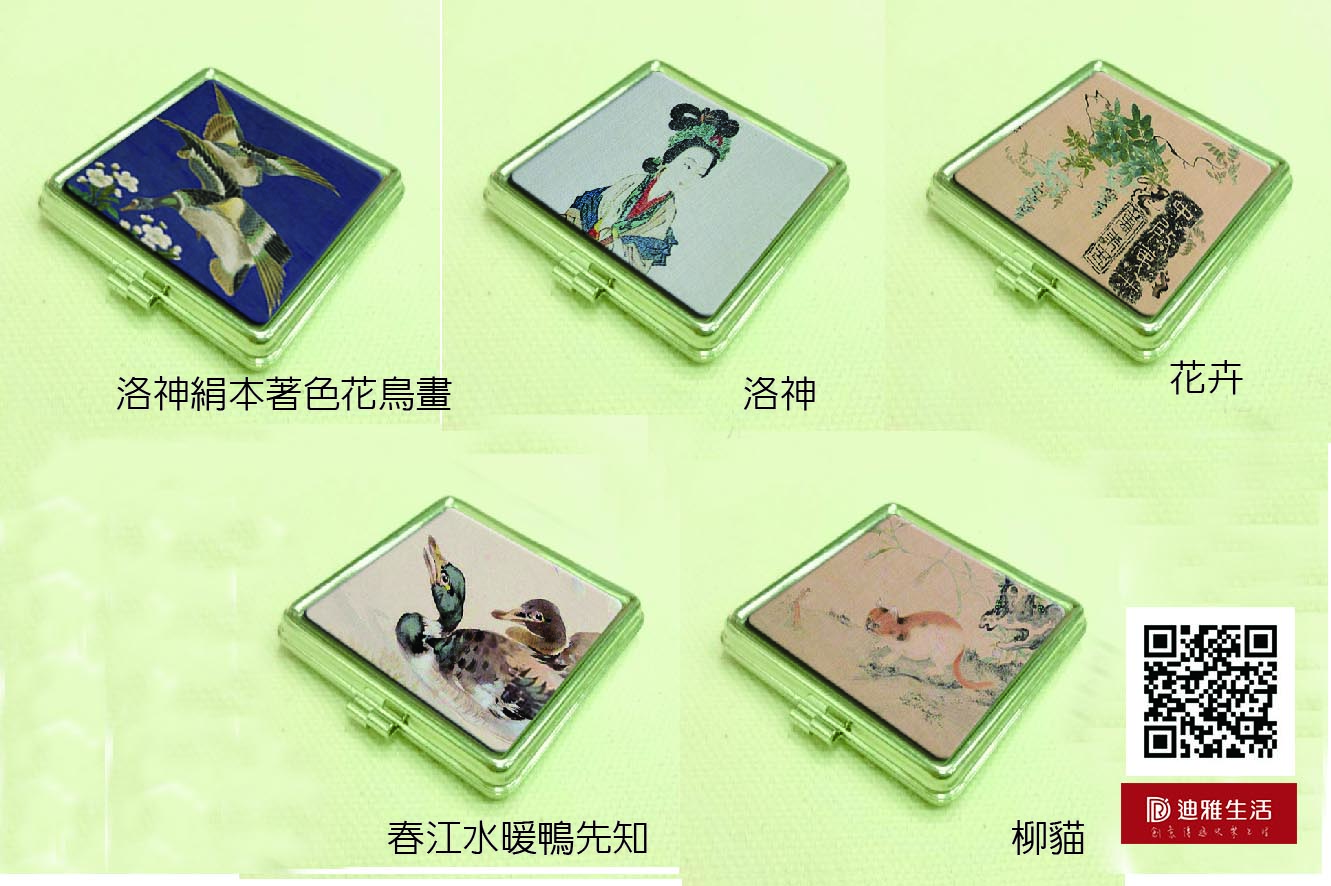 洛神絹本著色花鳥畫
洛神
花卉
春江水暖鴨先知
柳貓
迪雅生活